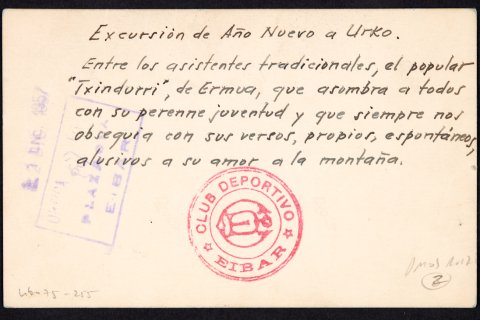 Excursión de Año Nuevo a Urko.
Entre los asistentes tradicionales, el popular
"Txindurri", de Ermua, que asombra a todos
con su perenne juventud y que siempre nos
obsequia con sus versos, propios, espontáneos,
alusivos a su amor a la montaña.
CLUB DEPORTIVO
EIBAR
PLAZA
EIBAR
2